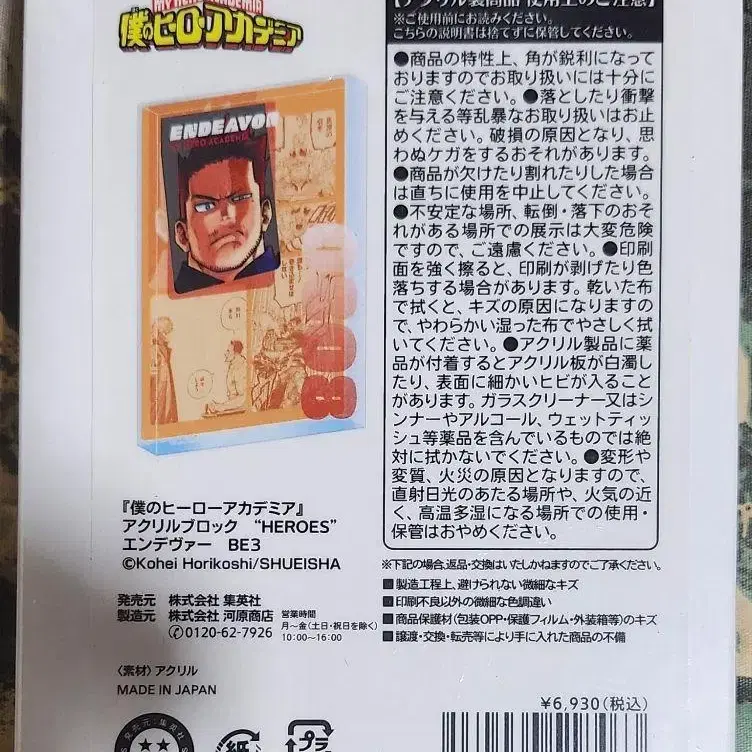 MY HERO ACADEMIA
僕のヒーローアカデミア
ENDEAVOR
MY HERO ACADEMIA
『僕のヒーローアカデミア』
アクリルブロック “HEROES”
エンデヴァー BE3
©Kohei Horikoshi/SHUEISHA
発売元 株式会社 集英社
製造元 株式会社 河原商店
0120-62-7926
営業時間
月~金(土・日・祝日を除く)
10:00~16:00
〈素材〉アクリル
MADE IN JAPAN
紙
プラ
【アクリル製商品 使用上のご注意】
※ご使用前にお読みください。
こちらの説明書は捨てずに保管してください。
●商品の特性上、角が鋭利になって
おりますのでお取り扱いには十分に
ご注意ください。●落としたり衝撃
を与える等乱暴なお取り扱いはお止
めください。破損の原因となり、思
わぬケガをするおそれがあります。
●商品が欠けたり割れたりした場合
は直ちに使用を中止してください。
●不安定な場所、転倒・落下のおそ
れがある場所での展示は大変危険
ですので、ご遠慮ください。●印刷
面を強く擦ると、印刷が剥げたり色
落ちする場合があります。乾いた布
で拭くと、キズの原因になりますの
で、やわらかい湿った布でやさしく拭
いてください。●アクリル製品に薬
品が付着するとアクリル板が白濁し
たり、表面に細かいヒビが入ること
があります。ガラスクリーナー又はシ
ンナーやアルコール、ウェットティッ
シュ等薬品を含んでいるものでは絶
対に拭かないでください。●変形や
変質、火災の原因となりますので、
直射日光のあたる場所や、火気の近
く、高温多湿になる場所での使用・
保管はおやめください。
※下記の場合、返品・交換はいたしかねますのでご了承ください。
■製造工程上、避けられない微細なキズ
■印刷不良以外の微細な色調違い
■商品保護材(包装OPP・保護フィルム・外装箱等)のキズ
■譲渡・交換・転売等により手に入れた商品の不備
¥6,930(税込)